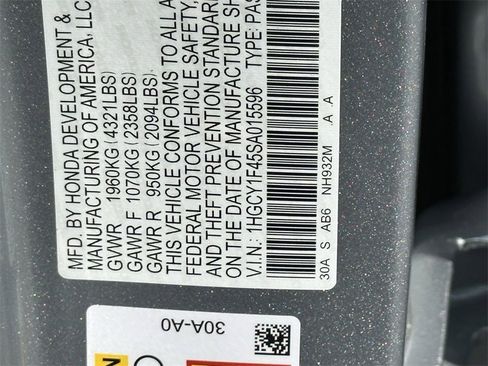 MFD. BY HONDA DEVELOPMENT &
MANUFACTURING OF AMERICA, LLC
GVWR 1960KG(4321LBS)
GAWR F 1070KG(2358LBS)
GAWR R 950KG(2094LBS)
THIS VEHICLE CONFORMS TO ALL A
FEDERAL MOTOR VEHICLE SAFETY,
AND THEFT PREVENTION STANDARD
ON THE DATE OF MANUFACTURE SH
V.I.N.: 1HGCY1F45SA015596 TYPE: PAS
30A S AB6 NH932M A A
30A-A0